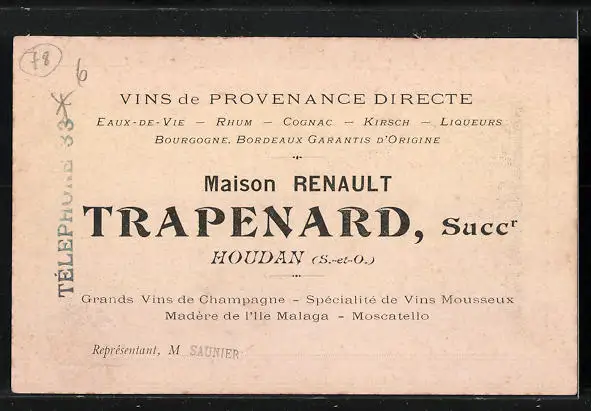 78
6
TÉLÉPHONE 33
VINS de PROVENANCE DIRECTE
EAUX-DE-VIE — RHUM — COGNAC — KIRSCH — LIQUEURS
BOURGOGNE, BORDEAUX GARANTIS D'ORIGINE
Maison RENAULT
TRAPENARD, Succr
HOUDAN (S.-et-O.)
Grands Vins de Champagne – Spécialité de Vins Mousseux
Madère de l'Ile Malaga – Moscatello
Représentant, M SAUNIER